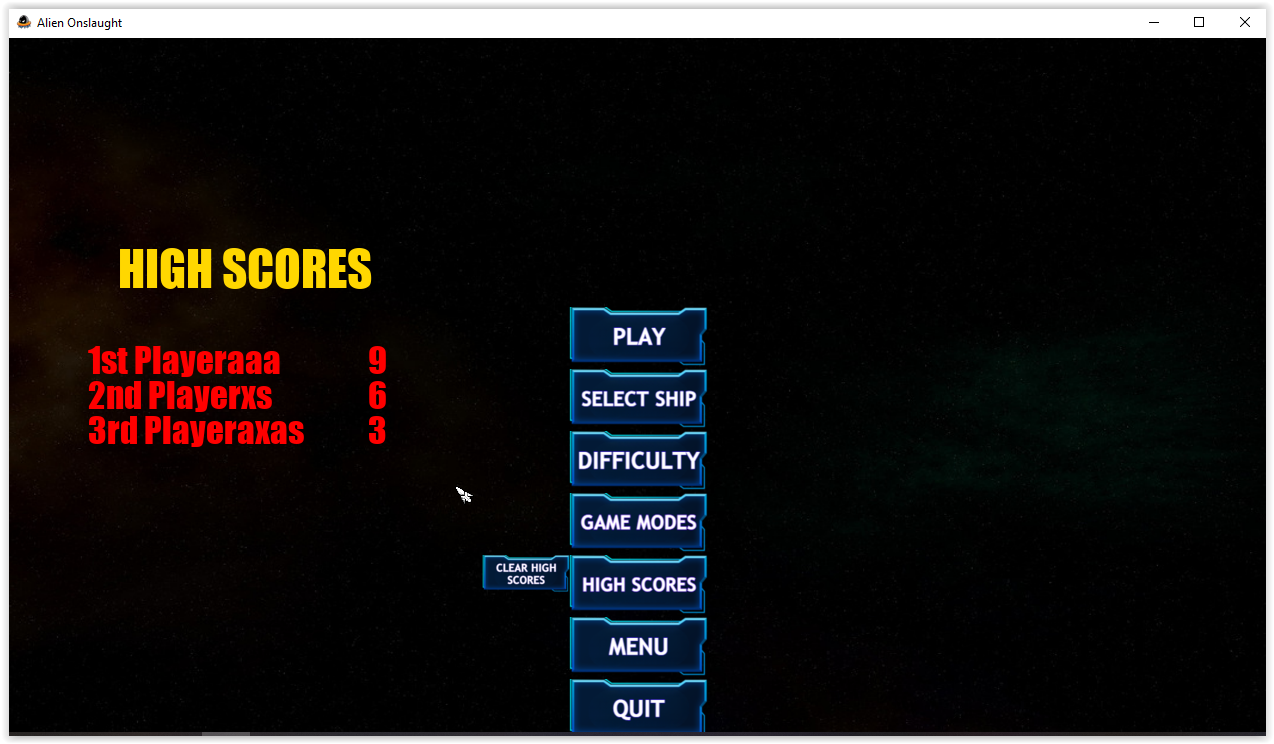 Alien Onslaught
HIGH SCORES
1st Playeraaa 9
2nd Playerxs 6
3rd Playeraxas 3
PLAY
SELECT SHIP
DIFFICULTY
GAME MODES
CLEAR HIGH
SCORES
HIGH SCORES
MENU
QUIT